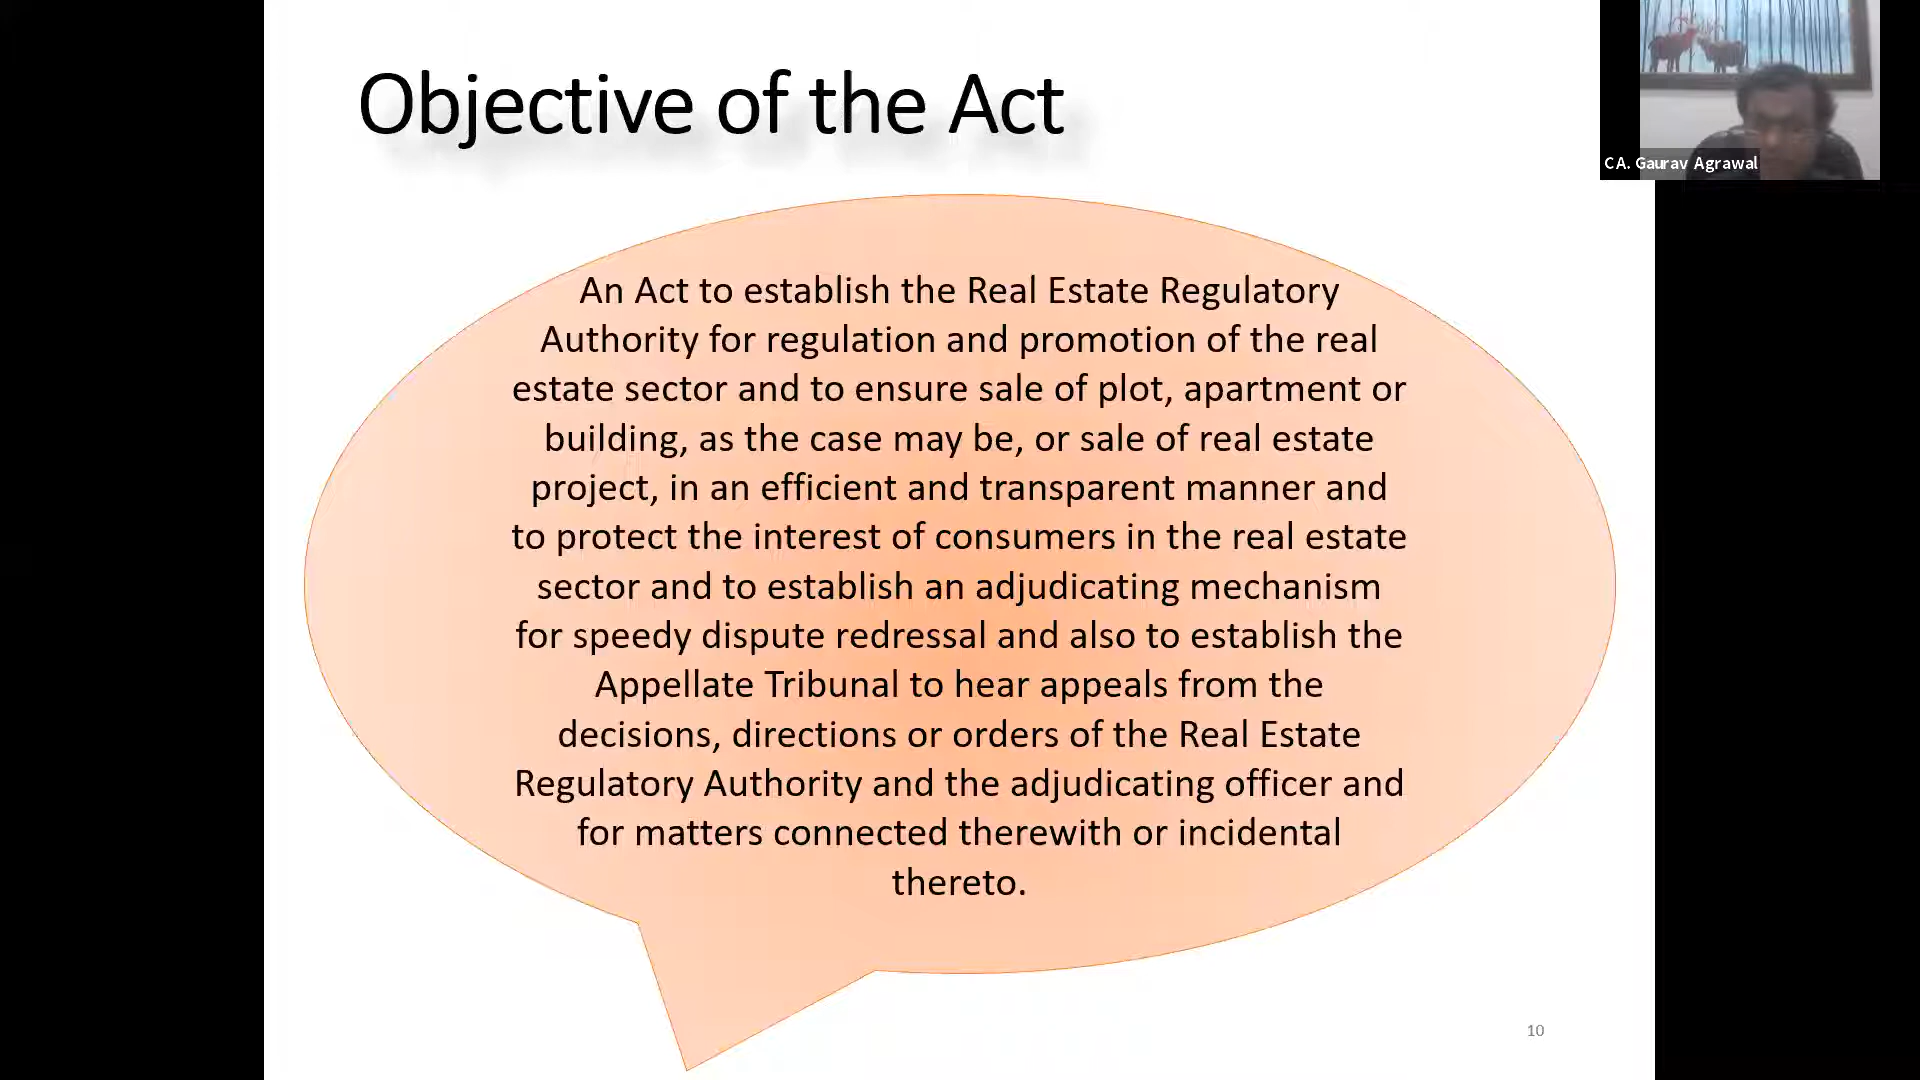 Objective of the Act
CA. Gaurav Agrawal
An Act to establish the Real Estate Regulatory
Authority for regulation and promotion of the real
estate sector and to ensure sale of plot, apartment or
building, as the case may be, or sale of real estate
project, in an efficient and transparent manner and
to protect the interest of consumers in the real estate
sector and to establish an adjudicating mechanism
for speedy dispute redressal and also to establish the
Appellate Tribunal to hear appeals from the
decisions, directions or orders of the Real Estate
Regulatory Authority and the adjudicating officer and
for matters connected therewith or incidental
thereto.
10